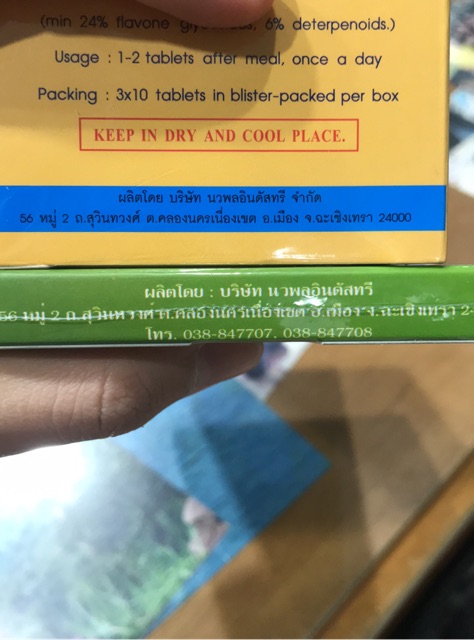 (min 24% flavone 6% deterpenoids.)
Usage : 1-2 tablets after meal, once a day
Packing : 3x10 tablets in blister-packed per box
KEEP IN DRY AND COOL PLACE.
ผลิตโดย บริษัท นวพลอินดัสทรี จำกัด
56 หมู่ 2 ถ.สุวินทวงศ์ ต.คลองนครเนื่องเขต อ.เมือง จ.ฉะเชิงเทรา 24000
ผลิตโดย : บริษัท นวพลอินดัสทรี
56 หมู่ 2 ถ.สุวินทวงศ์ ต.คลองนครเนื่องเขต อ.เมือง จ.ฉะเชิงเทรา
โทร. 038-847707, 038-848708